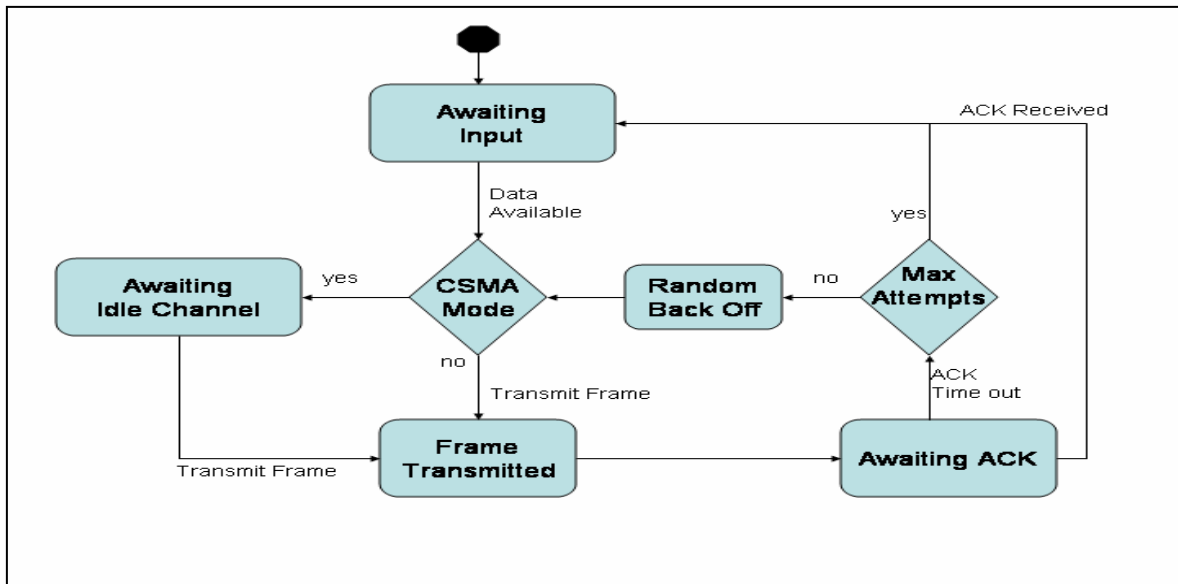 Awaiting
Input
ACK Received
Data
Available
yes
Awaiting
Idle Channel
yes
CSMA
Mode
Random
Back Off
no
Max
Attempts
no
Transmit Frame
ACK
Time out
Transmit Frame
Frame
Transmitted
Awaiting ACK